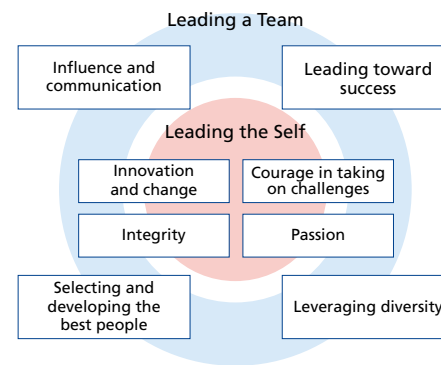 Leading a Team
Influence and
communication
Leading toward
success
Leading the Self
Innovation
and change
Courage in taking
on challenges
Integrity
Passion
Selecting and
developing the
best people
Leveraging diversity